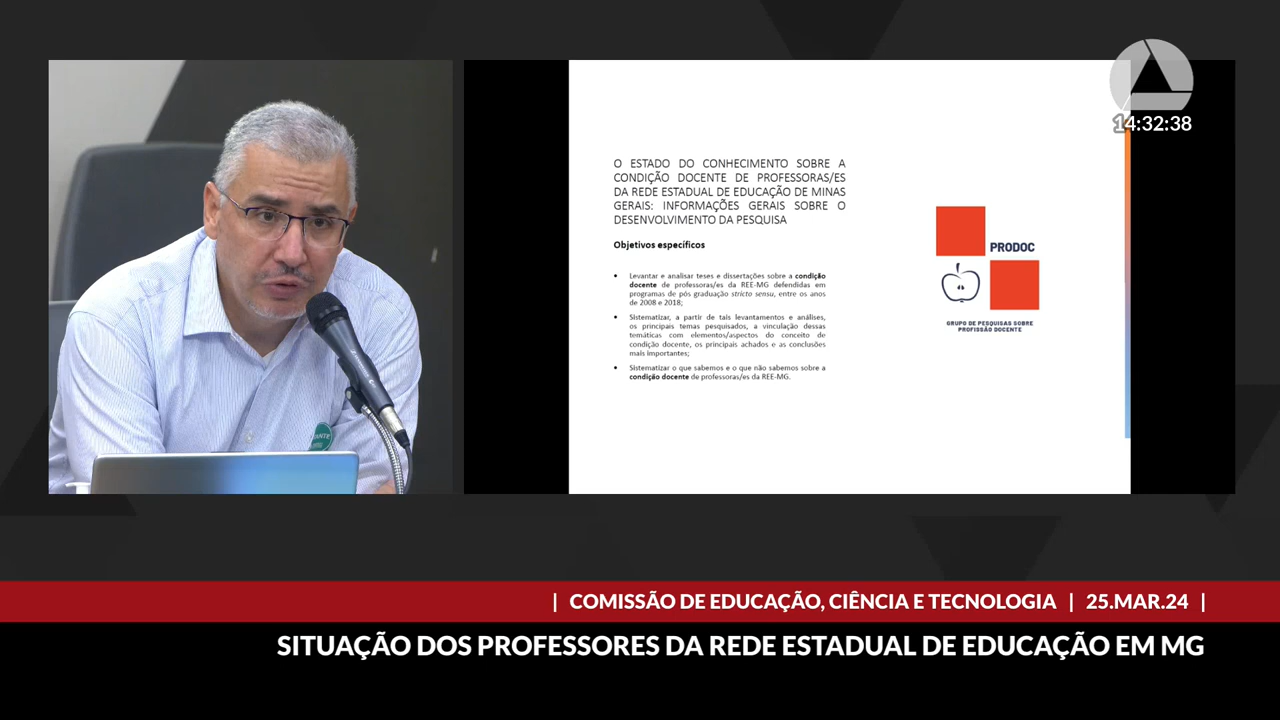 14:32:38
O ESTADO DO CONHECIMENTO SOBRE A
CONDIÇÃO DOCENTE DE PROFESSORAS/ES
DA REDE ESTADUAL DE EDUCAÇÃO DE MINAS
GERAIS: INFORMAÇÕES GERAIS SOBRE O
DESENVOLVIMENTO DA PESQUISA
Objetivos específicos
• Levantar e analisar teses e dissertações sobre a condição
docente de professoras/es da REE-MG defendidas em
programas de pós graduação stricto sensu, entre os anos
de 2008 e 2018;
• Sistematizar, a partir de tais levantamentos e análises,
os principais temas pesquisados, a vinculação dessas
temáticas com elementos/aspectos do conceito de
condição docente, os principais achados e as conclusões
mais importantes;
• Sistematizar o que sabemos e o que não sabemos sobre a
condição docente de professoras/es da REE-MG.
PRODOC
GRUPO DE PESQUISAS SOBRE
PROFISSÃO DOCENTE
| COMISSÃO DE EDUCAÇÃO, CIÊNCIA E TECNOLOGIA | 25.MAR.24 |
SITUAÇÃO DOS PROFESSORES DA REDE ESTADUAL DE EDUCAÇÃO EM MG